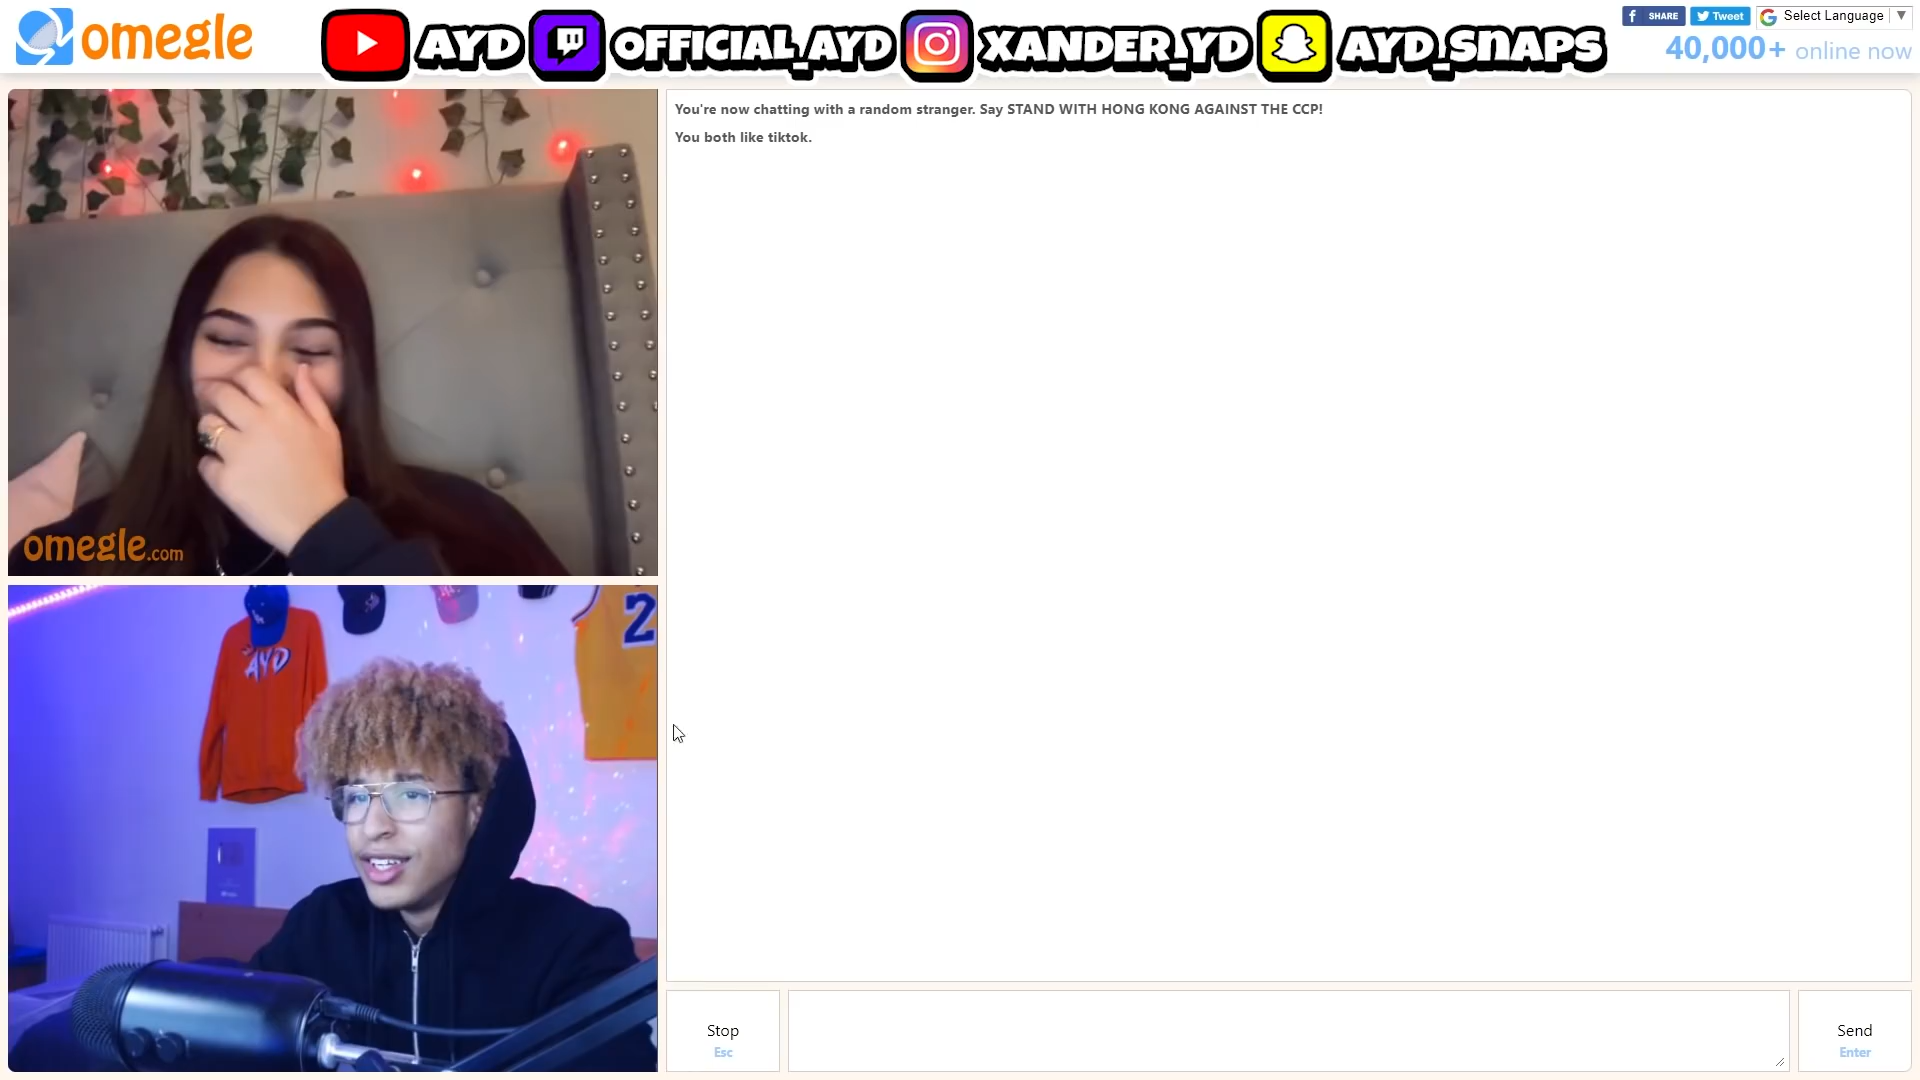 omegle
AYD
OFFICIAL_AYD
XANDER_YD
AYD_SNAPS
SHARE
Tweet
Select Language
40,000+ online now
You're now chatting with a random stranger. Say STAND WITH HONG KONG AGAINST THE CCP!
You both like tiktok.
omegle.com
AYD
2
Stop
Esc
Send
Enter